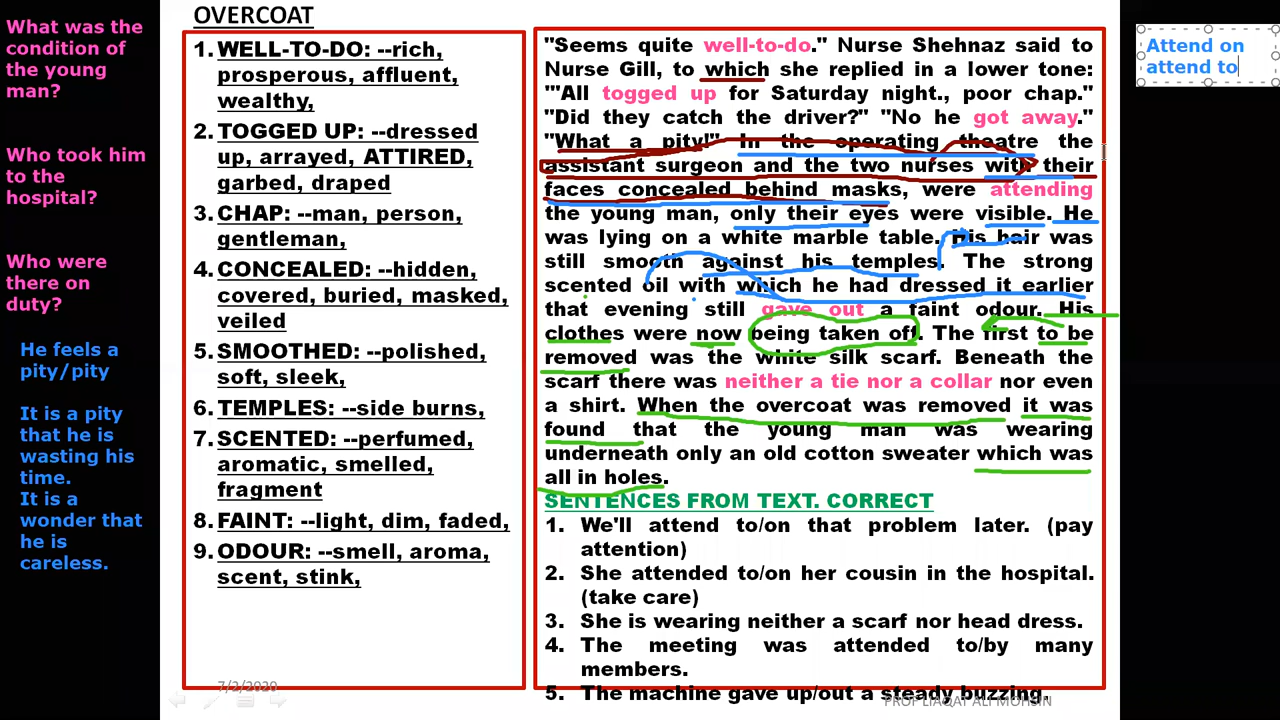 What was the
condition of
the young
man?
Who took him
to the
hospital?
Who were
there on
duty?
He feels a
pity/pity
It is a pity
that he is
wasting his
time.
It is a
wonder that
he is
careless.
OVERCOAT
1. WELL-TO-DO: --rich,
prosperous, affluent,
wealthy,
2. TOGGED UP: --dressed
up, arrayed, ATTIRED,
garbed, draped
3. CHAP: --man, person,
gentleman,
4. CONCEALED: --hidden,
covered, buried, masked,
veiled
5. SMOOTHED: --polished,
soft, sleek,
6. TEMPLES: --side burns,
7. SCENTED: --perfumed,
aromatic, smelled,
fragment
8. FAINT: --light, dim, faded,
9. ODOUR: --smell, aroma,
scent, stink,
7/2/2020
"Seems quite well-to-do." Nurse Shehnaz said to
Nurse Gill, to which she replied in a lower tone:
"'All togged up for Saturday night., poor chap."
"Did they catch the driver?" "No he got away."
"What a pity!" In the operating theatre the
assistant surgeon and the two nurses with their
faces concealed behind masks, were attending
the young man, only their eyes were visible. He
was lying on a white marble table. His hair was
still smooth against his temples. The strong
scented oil with which he had dressed it earlier
that evening still gave out a faint odour. His
clothes were now being taken off. The first to be
removed was the white silk scarf. Beneath the
scarf there was neither a tie nor a collar nor even
a shirt. When the overcoat was removed it was
found that the young man was wearing
underneath only an old cotton sweater which was
all in holes.
SENTENCES FROM TEXT. CORRECT
1. We'll attend to/on that problem later. (pay
attention)
2. She attended to/on her cousin in the hospital.
(take care)
3. She is wearing neither a scarf nor head dress.
4. The meeting was attended to/by many
members.
5. The machine gave up/out a steady buzzing.
PROF LIAQAT ALI MOHSIN
Attend on
attend to